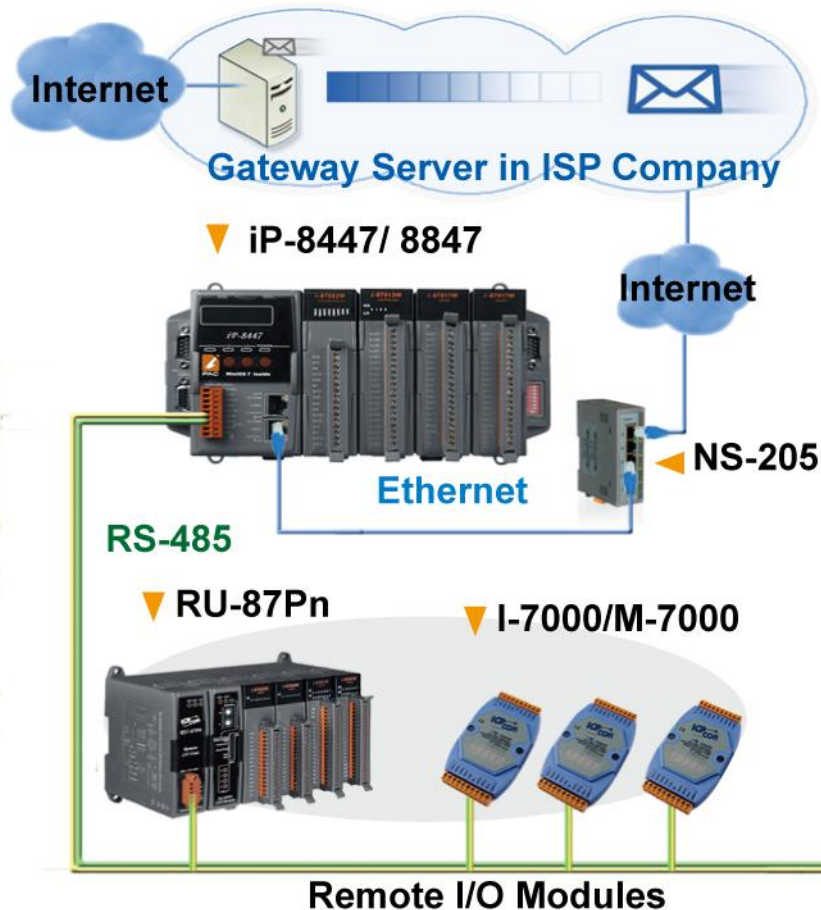 Internet
Gateway Server in ISP Company
iP-8447/ 8847
Internet
iP-8447
NS-205
Ethernet
RS-485
RU-87Pn
I-7000/M-7000
Remote I/O Modules